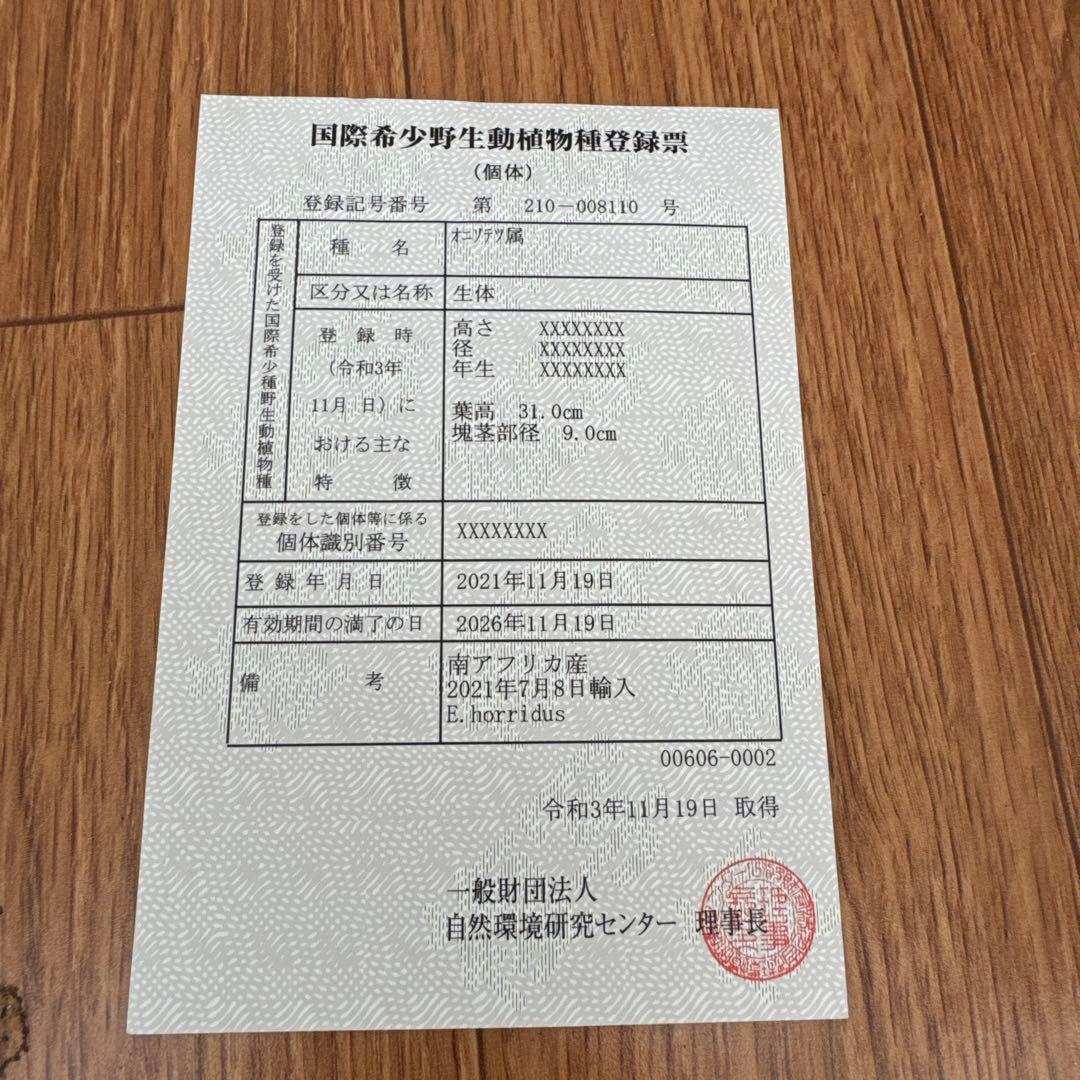 国際希少野生動植物種登録票
(個体)
登録記号番号 第 210-008110 号
登録を受けた国際希少種野生動植物種
種 名 ｵﾆｿﾃﾂ属
区分又は名称 生体
登録時
(令和3年
11月 日)に
おける主な
特 徴
高さ XXXXXXXX
径 XXXXXXXX
年生 XXXXXXXX
葉高 31.0cm
塊茎部径 9.0cm
登録をした個体等に係る
個体識別番号 XXXXXXXX
登録年月日 2021年11月19日
有効期間の満了の日 2026年11月19日
備 考
南アフリカ産
2021年7月8日輸入
E.horridus
00606-0002
令和3年11月19日 取得
一般財団法人
自然環境研究センター 理事長